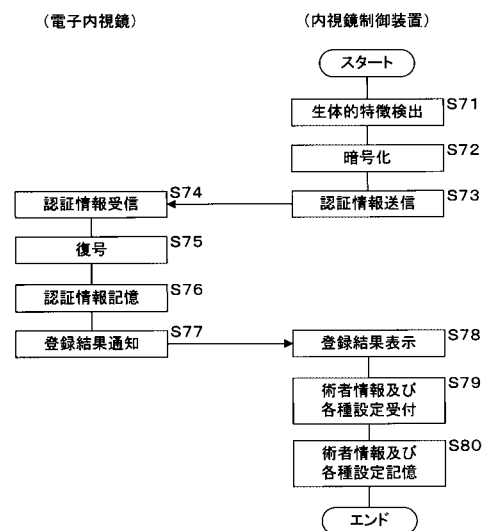 （電子内視鏡）
（内視鏡制御装置）
スタート
S71
生体的特徴検出
S72
暗号化
S73
認証情報送信
S74
認証情報受信
S75
復号
S76
認証情報記憶
S77
登録結果通知
S78
登録結果表示
S79
術者情報及び
各種設定受付
S80
術者情報及び
各種設定記憶
エンド